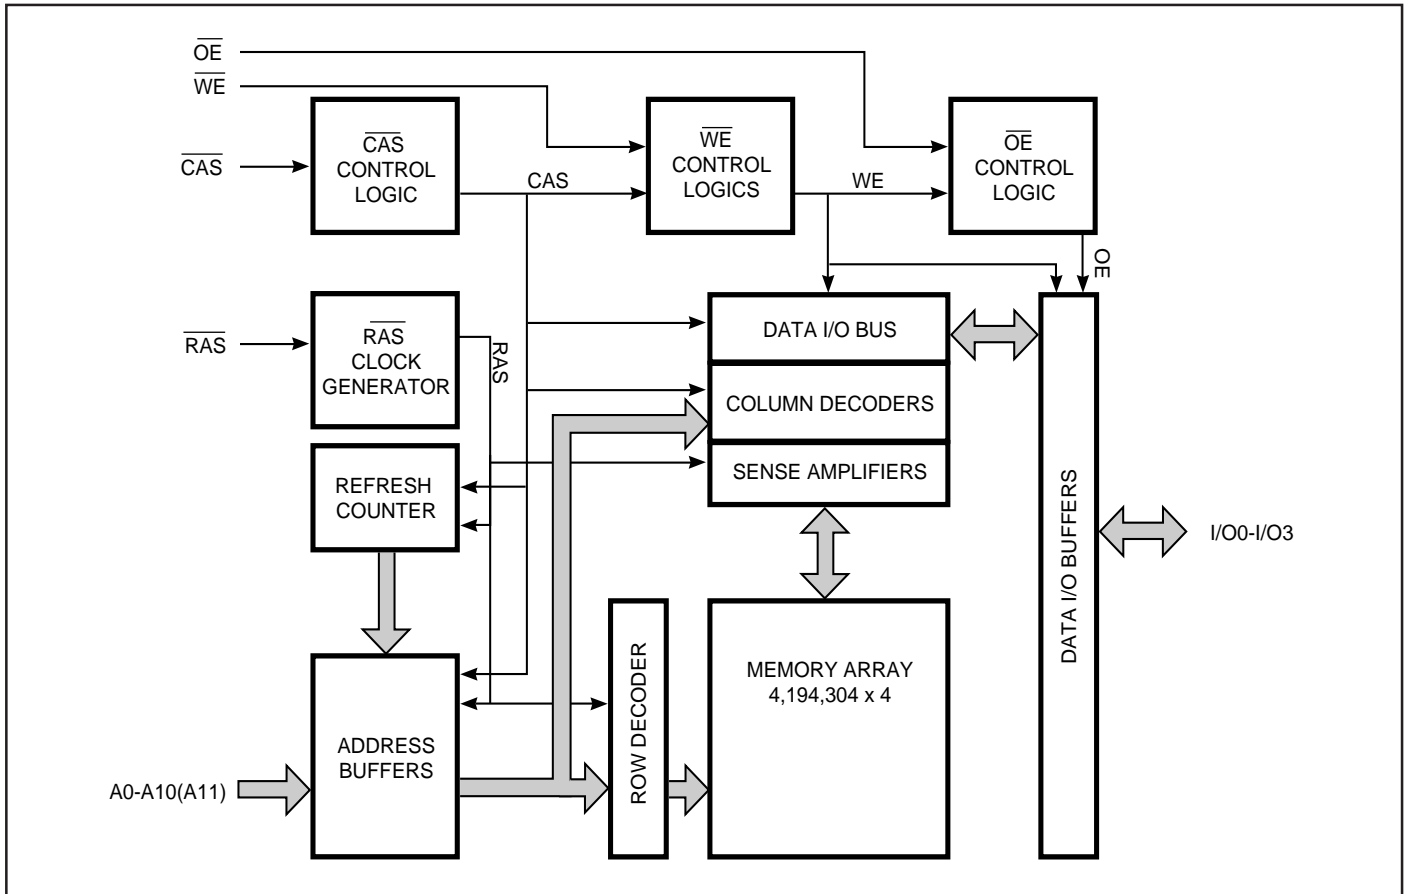 OE
WE
CAS
CAS
CONTROL
LOGIC
CAS
WE
CONTROL
LOGICS
WE
OE
CONTROL
LOGIC
OE
RAS
RAS
CLOCK
GENERATOR
RAS
DATA I/O BUS
COLUMN DECODERS
SENSE AMPLIFIERS
REFRESH
COUNTER
DATA I/O BUFFERS
I/O0-I/O3
ADDRESS
BUFFERS
A0-A10(A11)
ROW DECODER
MEMORY ARRAY
4,194,304 x 4